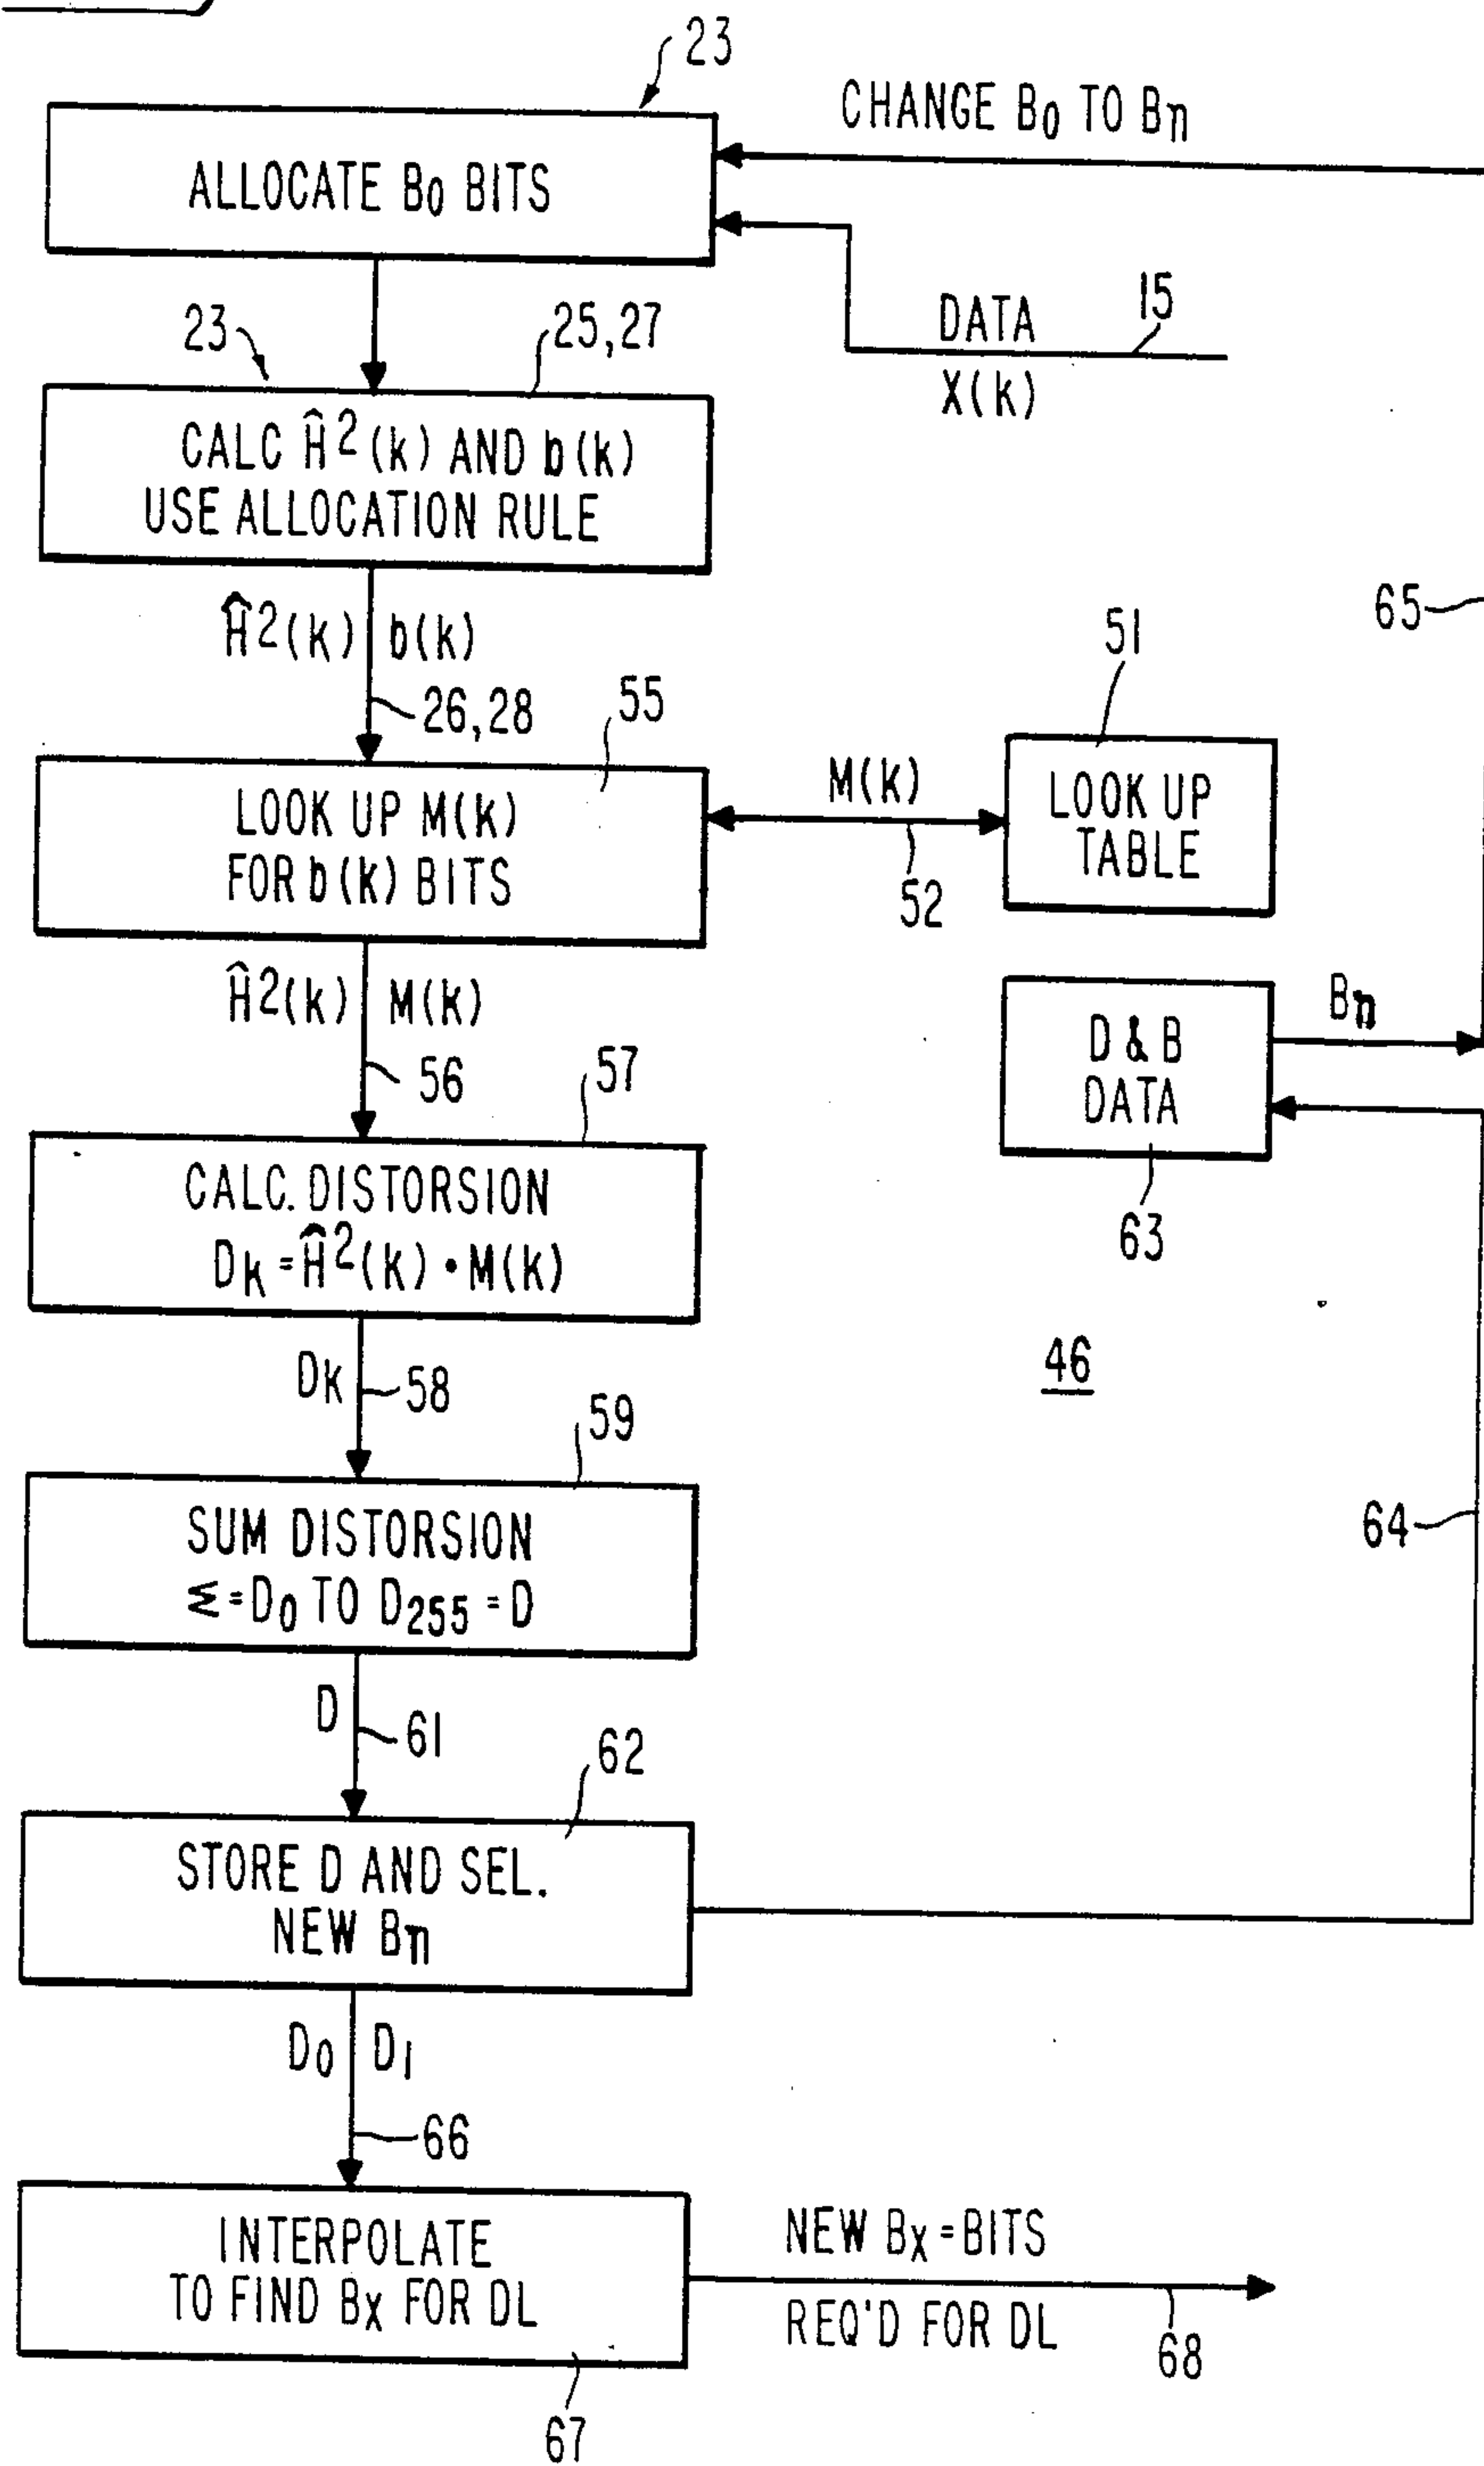 23
CHANGE B0 TO Bn
ALLOCATE B0 BITS
15
DATA
X(k)
23
25,27
CALC Ĥ2(k) AND b(k)
USE ALLOCATION RULE
Ĥ2(k) b(k)
26,28
65
51
55
LOOK UP M(k)
FOR b(k) BITS
M(k)
52
LOOK UP
TABLE
Ĥ2(k) M(k)
56
Bn
D & B
DATA
63
57
CALC. DISTORSION
Dk = Ĥ2(k) • M(k)
46
Dk
58
59
64
SUM DISTORSION
Σ = D0 TO D255 = D
D
61
62
STORE D AND SEL.
NEW Bn
D0 D1
66
INTERPOLATE
TO FIND BX FOR DL
NEW BX = BITS
REQ'D FOR DL
68
67